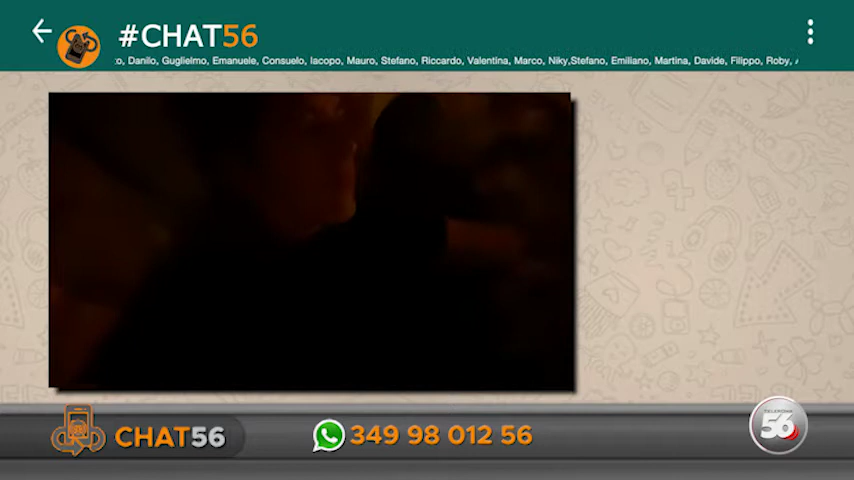 #CHAT56
o, Danilo, Guglielmo, Emanuele, Consuelo, Iacopo, Mauro, Stefano, Riccardo, Valentina, Marco, Niky,Stefano, Emiliano, Martina, Davide, Filippo, Roby,
CHAT56
349 98 012 56
TELEROMA
56